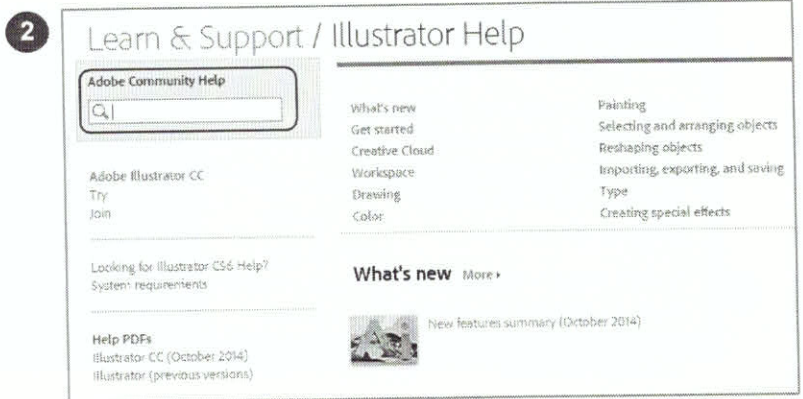 2
Learn & Support / Illustrator Help
Adobe Community Help
Adobe Illustrator CC
Try
Join
Looking for Illustrator CS6 Help?
System requirements
Help PDFs
Illustrator CC (October 2014)
Illustrator (previous versions)
What's new
Get started
Creative Cloud
Workspace
Drawing
Color
Painting
Selecting and arranging objects
Reshaping objects
Importing, exporting, and saving
Type
Creating special effects
What's new More ▸
Ai
New features summary (October 2014)